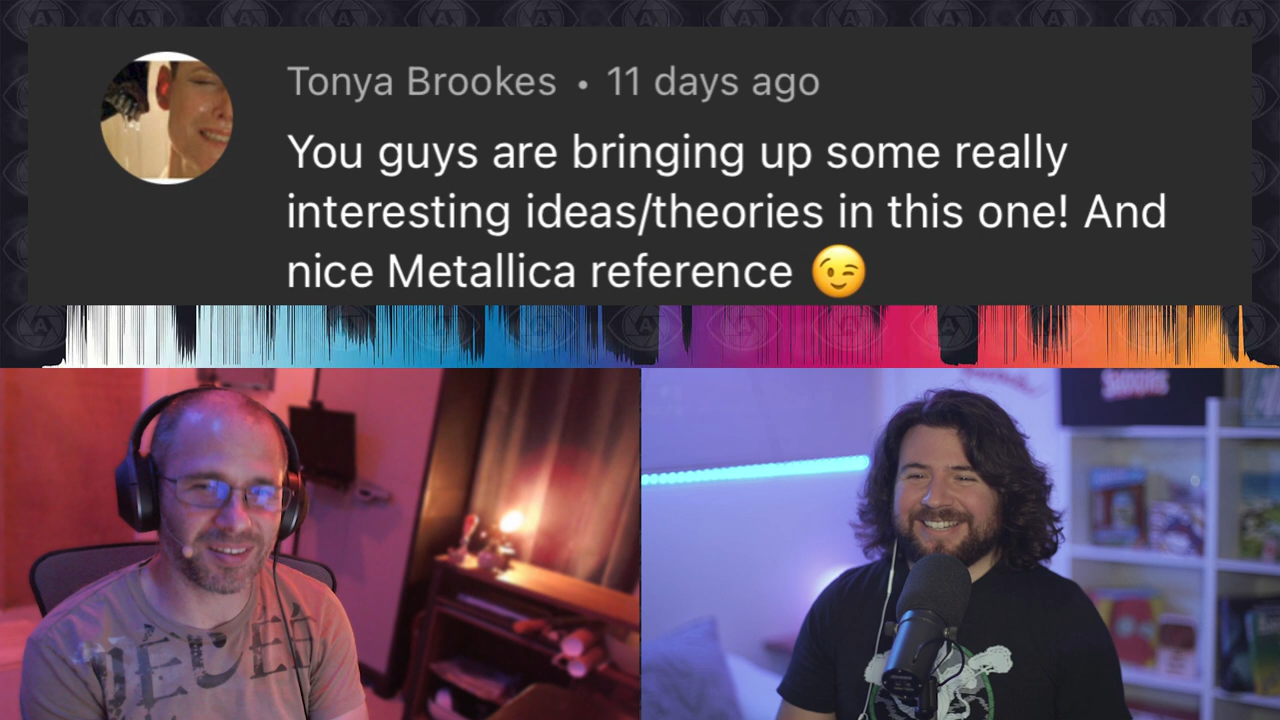 Tonya Brookes • 11 days ago
You guys are bringing up some really
interesting ideas/theories in this one! And
nice Metallica reference 😉